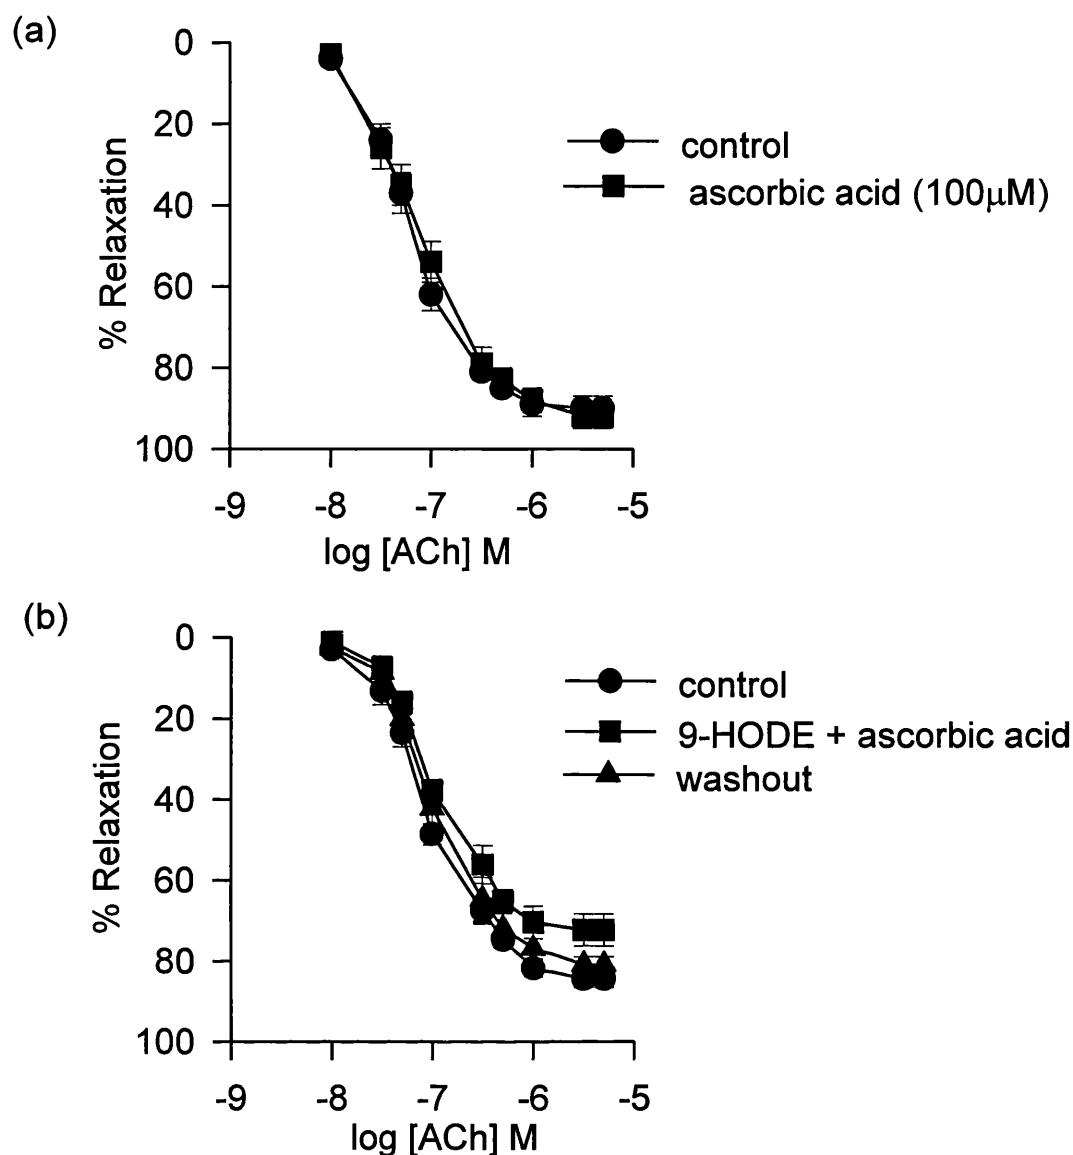 (a)
0
20
40
60
80
100
% Relaxation
-9 -8 -7 -6 -5
log [ACh] M
control
ascorbic acid (100μM)
(b)
0
20
40
60
80
100
% Relaxation
-9 -8 -7 -6 -5
log [ACh] M
control
9-HODE + ascorbic acid
washout